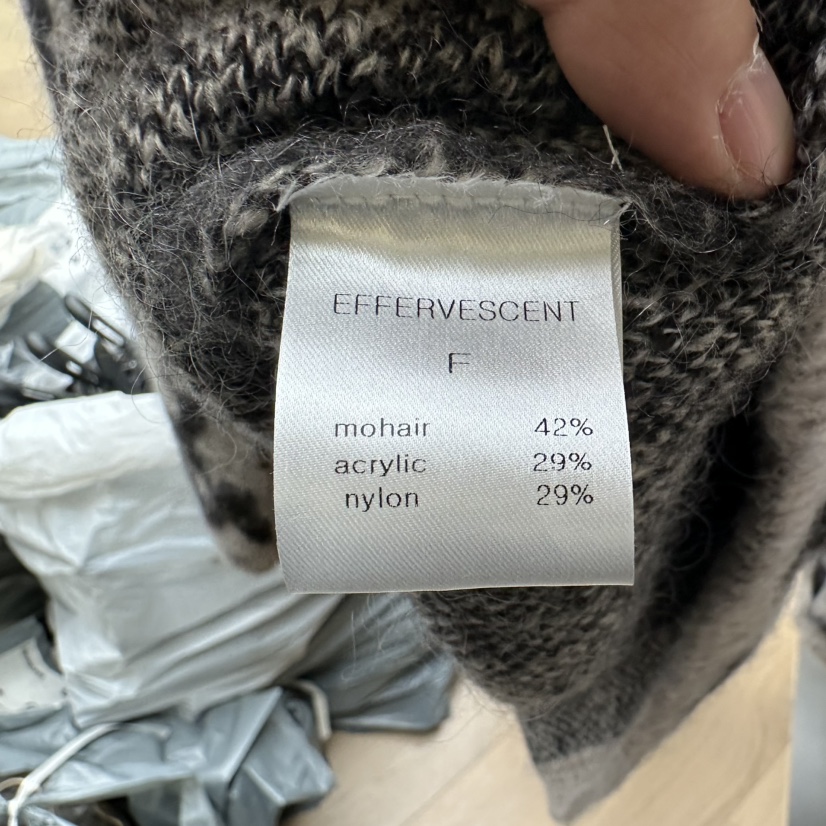 EFFERVESCENT
F
mohair 42%
acrylic 29%
nylon 29%